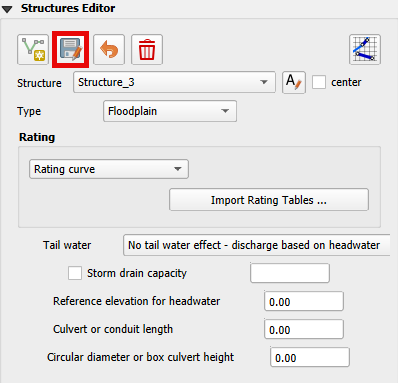 Structures Editor
Structure Structure_3 A center
Type Floodplain
Rating
Rating curve
Import Rating Tables ...
Tail water No tail water effect - discharge based on headwater
Storm drain capacity
Reference elevation for headwater 0.00
Culvert or conduit length 0.00
Circular diameter or box culvert height 0.00